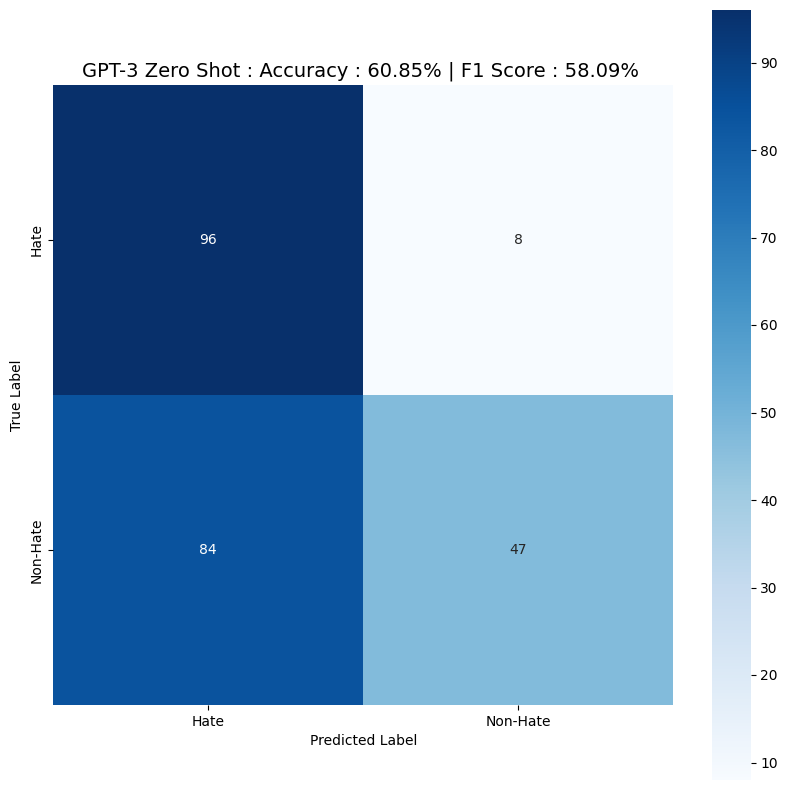 GPT-3 Zero Shot : Accuracy : 60.85% | F1 Score : 58.09%
True Label
Hate
Non-Hate
96
8
84
47
Hate
Non-Hate
Predicted Label
90
80
70
60
50
40
30
20
10